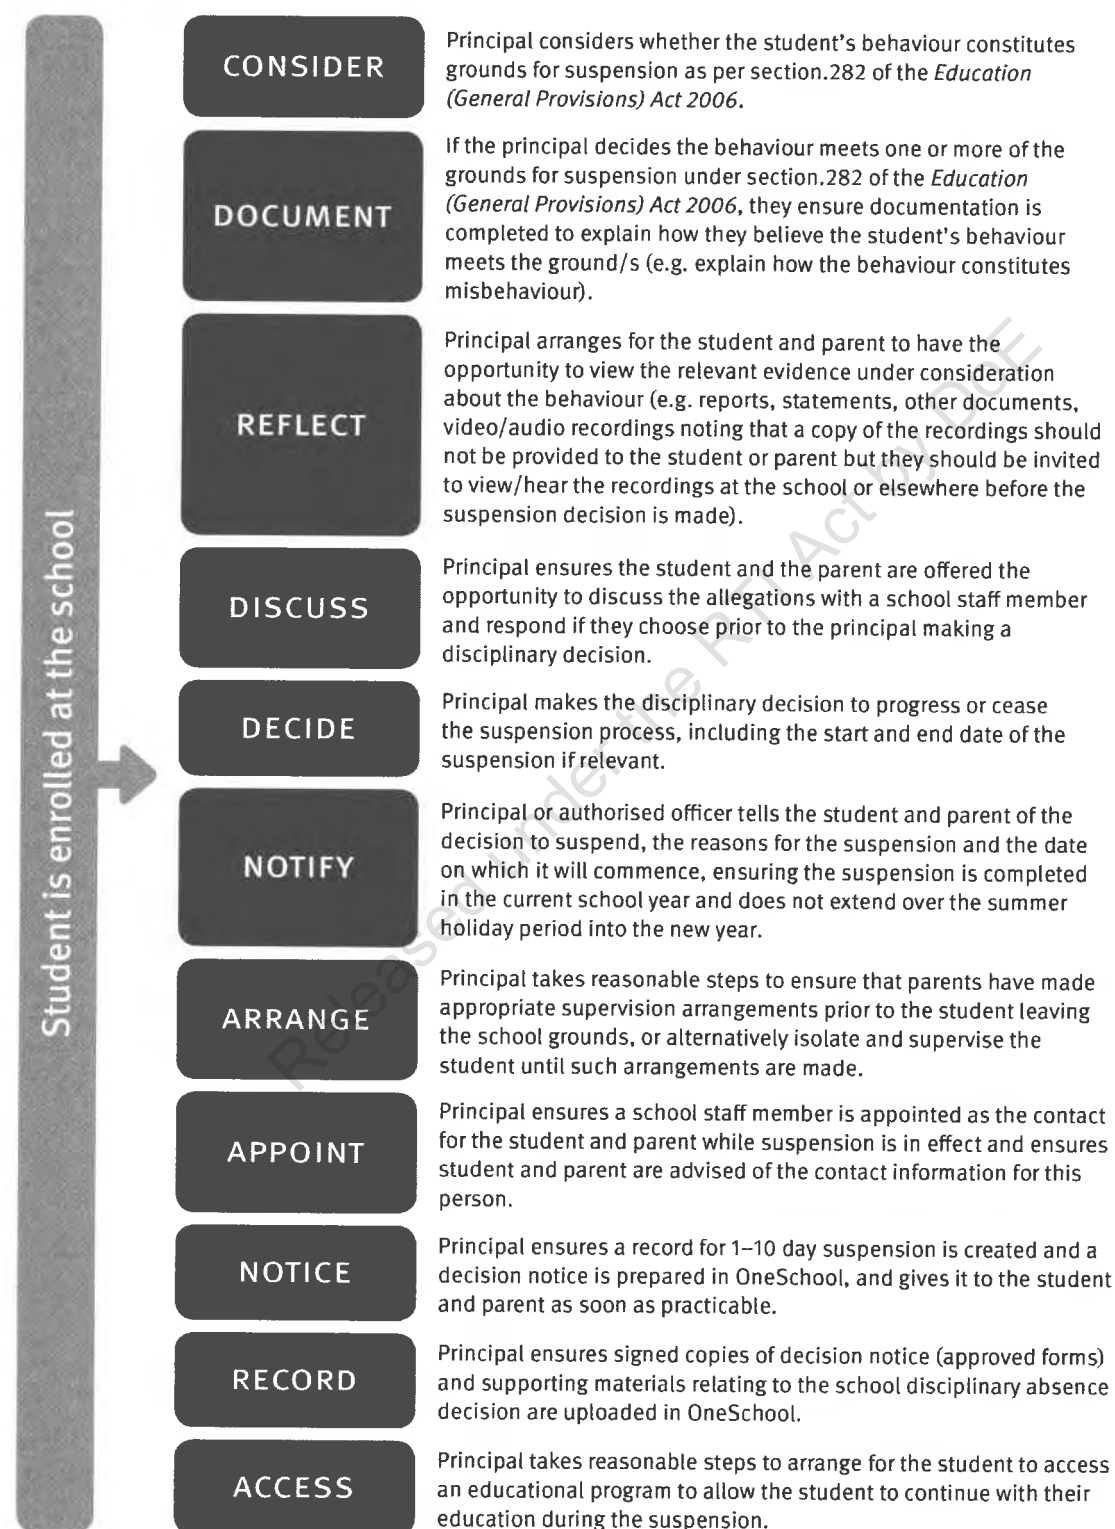 Student is enrolled at the school
CONSIDER
Principal considers whether the student's behaviour constitutes
grounds for suspension as per section.282 of the Education
(General Provisions) Act 2006.
DOCUMENT
If the principal decides the behaviour meets one or more of the
grounds for suspension under section.282 of the Education
(General Provisions) Act 2006, they ensure documentation is
completed to explain how they believe the student's behaviour
meets the ground/s (e.g. explain how the behaviour constitutes
misbehaviour).
REFLECT
Principal arranges for the student and parent to have the
opportunity to view the relevant evidence under consideration
about the behaviour (e.g. reports, statements, other documents,
video/audio recordings noting that a copy of the recordings should
not be provided to the student or parent but they should be invited
to view/hear the recordings at the school or elsewhere before the
suspension decision is made).
DISCUSS
Principal ensures the student and the parent are offered the
opportunity to discuss the allegations with a school staff member
and respond if they choose prior to the principal making a
disciplinary decision.
DECIDE
Principal makes the disciplinary decision to progress or cease
the suspension process, including the start and end date of the
suspension if relevant.
NOTIFY
Principal or authorised officer tells the student and parent of the
decision to suspend, the reasons for the suspension and the date
on which it will commence, ensuring the suspension is completed
in the current school year and does not extend over the summer
holiday period into the new year.
ARRANGE
Principal takes reasonable steps to ensure that parents have made
appropriate supervision arrangements prior to the student leaving
the school grounds, or alternatively isolate and supervise the
student until such arrangements are made.
APPOINT
Principal ensures a school staff member is appointed as the contact
for the student and parent while suspension is in effect and ensures
student and parent are advised of the contact information for this
person.
NOTICE
Principal ensures a record for 1–10 day suspension is created and a
decision notice is prepared in OneSchool, and gives it to the student
and parent as soon as practicable.
RECORD
Principal ensures signed copies of decision notice (approved forms)
and supporting materials relating to the school disciplinary absence
decision are uploaded in OneSchool.
ACCESS
Principal takes reasonable steps to arrange for the student to access
an educational program to allow the student to continue with their
education during the suspension.
Released under the RTI Act by DoE